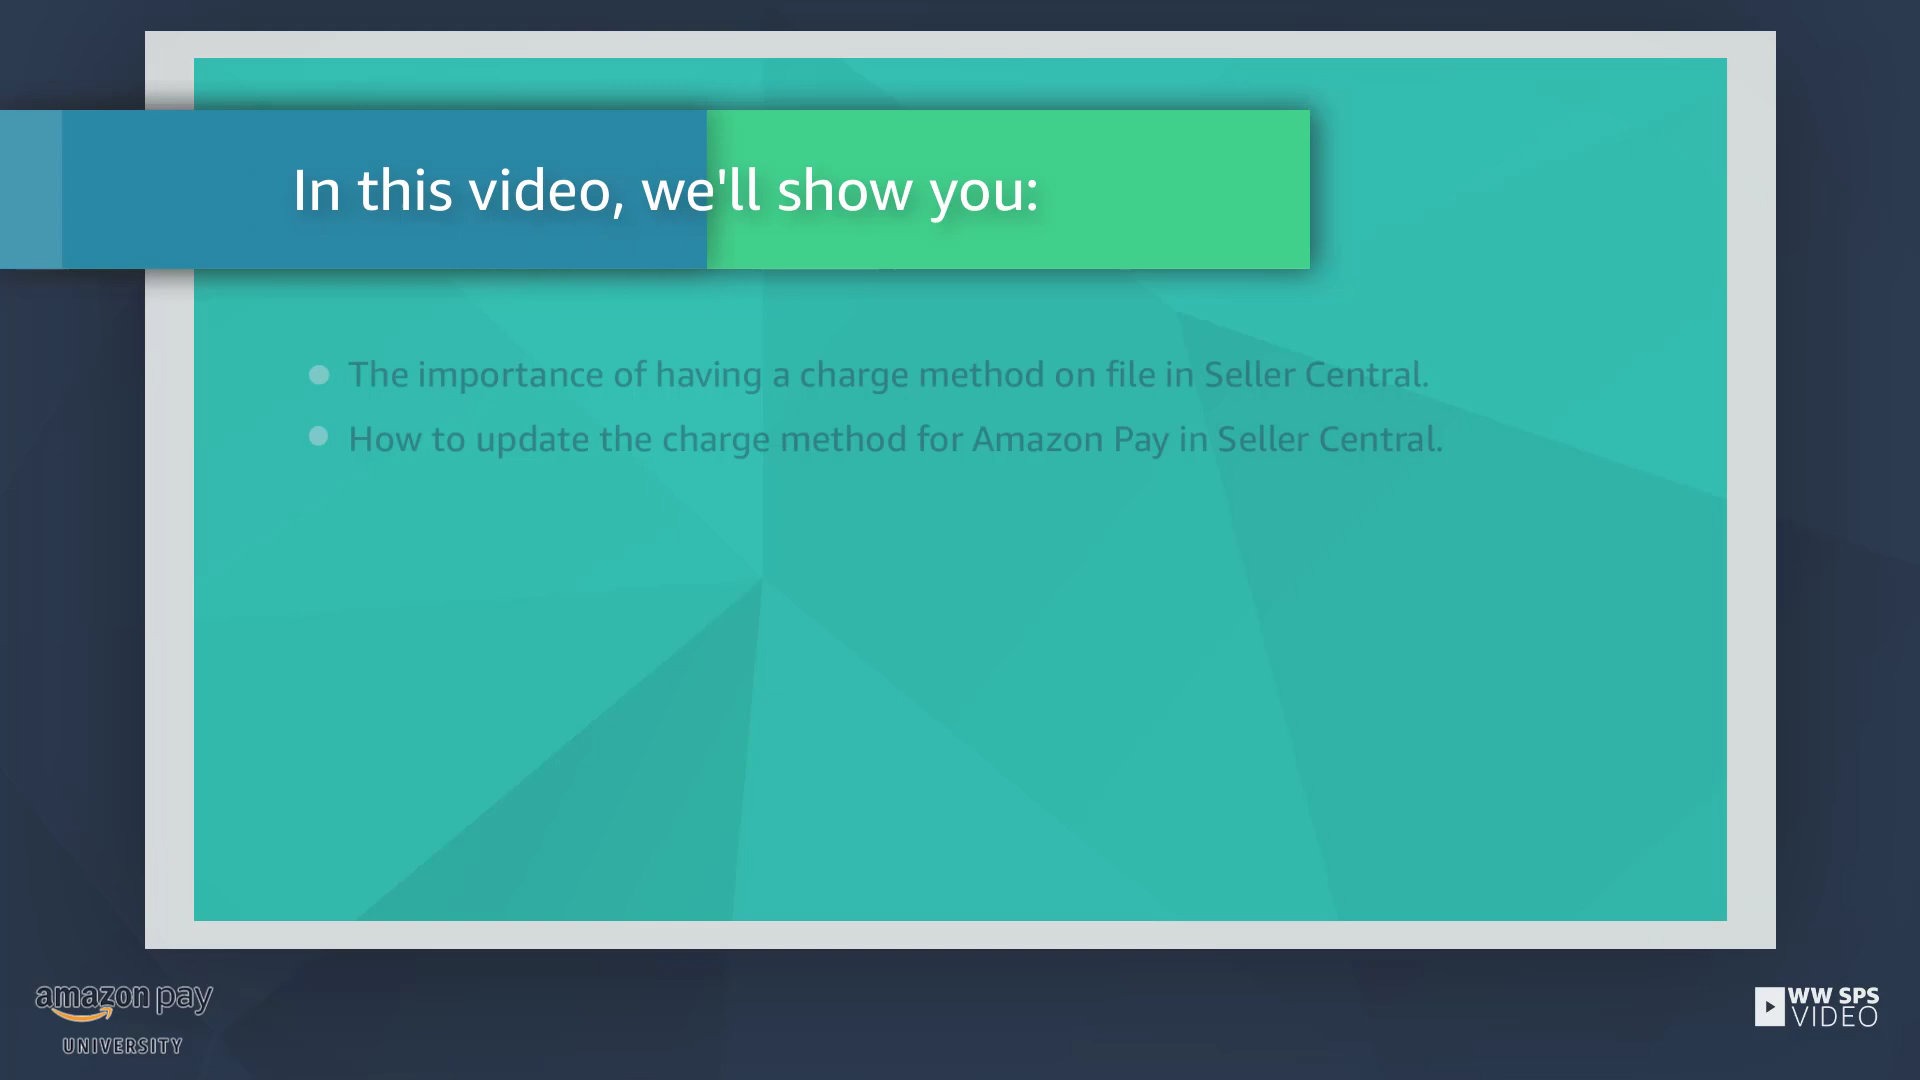 In this video, we'll show you:
The importance of having a charge method on file in Seller Central.
How to update the charge method for Amazon Pay in Seller Central.
amazon pay
UNIVERSITY
WW SPS
VIDEO